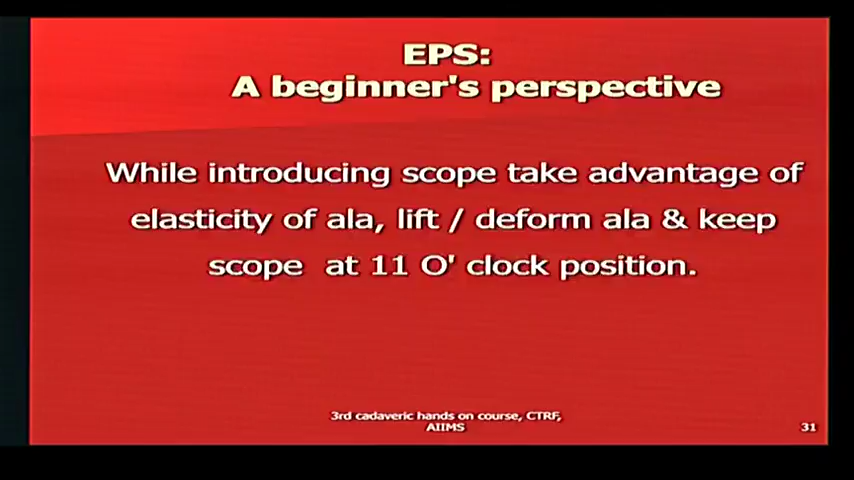 EPS:
A beginner's perspective
While introducing scope take advantage of
elasticity of ala, lift / deform ala & keep
scope at 11 O' clock position.
3rd cadaveric hands on course, CTRF,
AIIMS
31